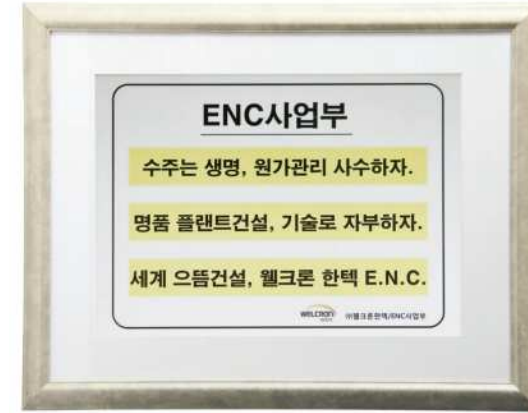 ENC사업부
수주는 생명, 원가관리 사수하자.
명품 플랜트건설, 기술로 자부하자.
세계 으뜸건설, 웰크론 한텍 E.N.C.
WELCRON ㈜웰크론한텍/ENC사업부